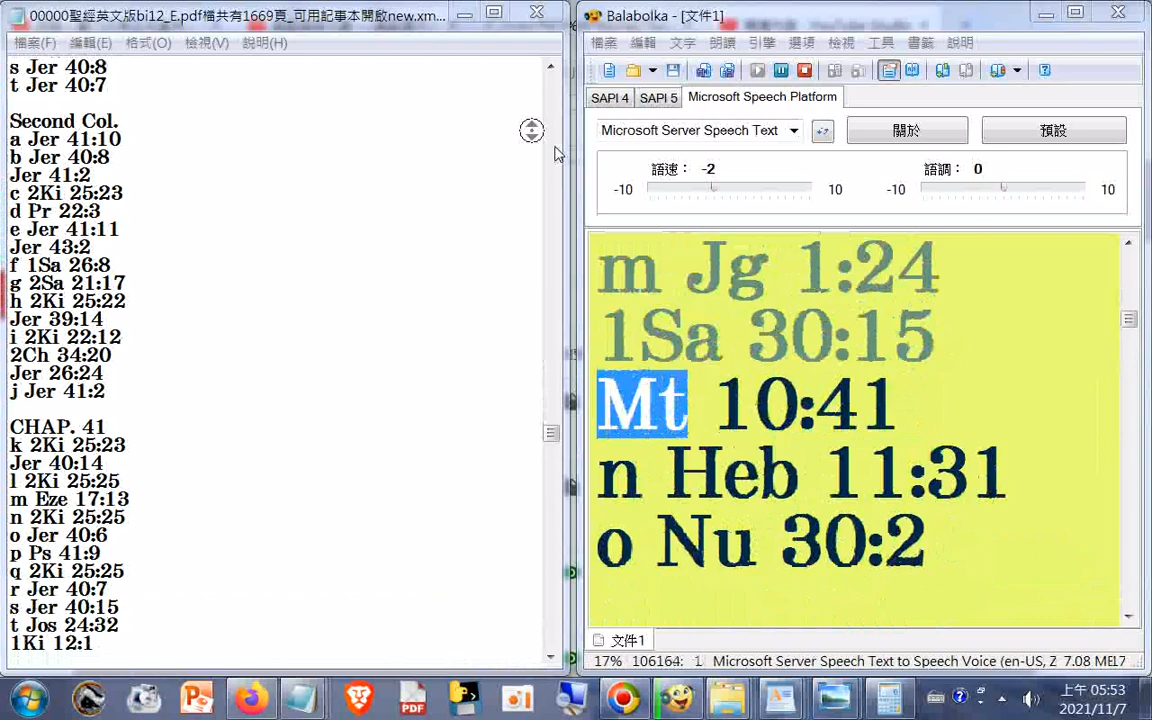 00000聖經英文版bi12_E.pdf檔共有1669頁_可用記事本開啟new.xm...
檔案(F) 編輯(E) 格式(O) 檢視(V) 說明(H)
s Jer 40:8
t Jer 40:7
Second Col.
a Jer 41:10
b Jer 40:8
Jer 41:2
c 2Ki 25:23
d Pr 22:3
e Jer 41:11
Jer 43:2
f 1Sa 26:8
g 2Sa 21:17
h 2Ki 25:22
Jer 39:14
i 2Ki 22:12
2Ch 34:20
Jer 26:24
j Jer 41:2
CHAP. 41
k 2Ki 25:23
Jer 40:14
l 2Ki 25:25
m Eze 17:13
n 2Ki 25:25
o Jer 40:6
p Ps 41:9
q 2Ki 25:25
r Jer 40:7
s Jer 40:15
t Jos 24:32
1Ki 12:1
Balabolka - [文件1]
檔案 編輯 文字 朗讀 引擎 選項 檢視 工具 書籤 說明
SAPI 4 SAPI 5 Microsoft Speech Platform
Microsoft Server Speech Text 關於 預設
語速： -2 語調： 0
-10 10 -10 10
m Jg 1:24
1Sa 30:15
Mt 10:41
n Heb 11:31
o Nu 30:2
文件1
17% 106164: 1 Microsoft Server Speech Text to Speech Voice (en-US, Z 7.08 ME17
PDF
上午 05:53
2021/11/7